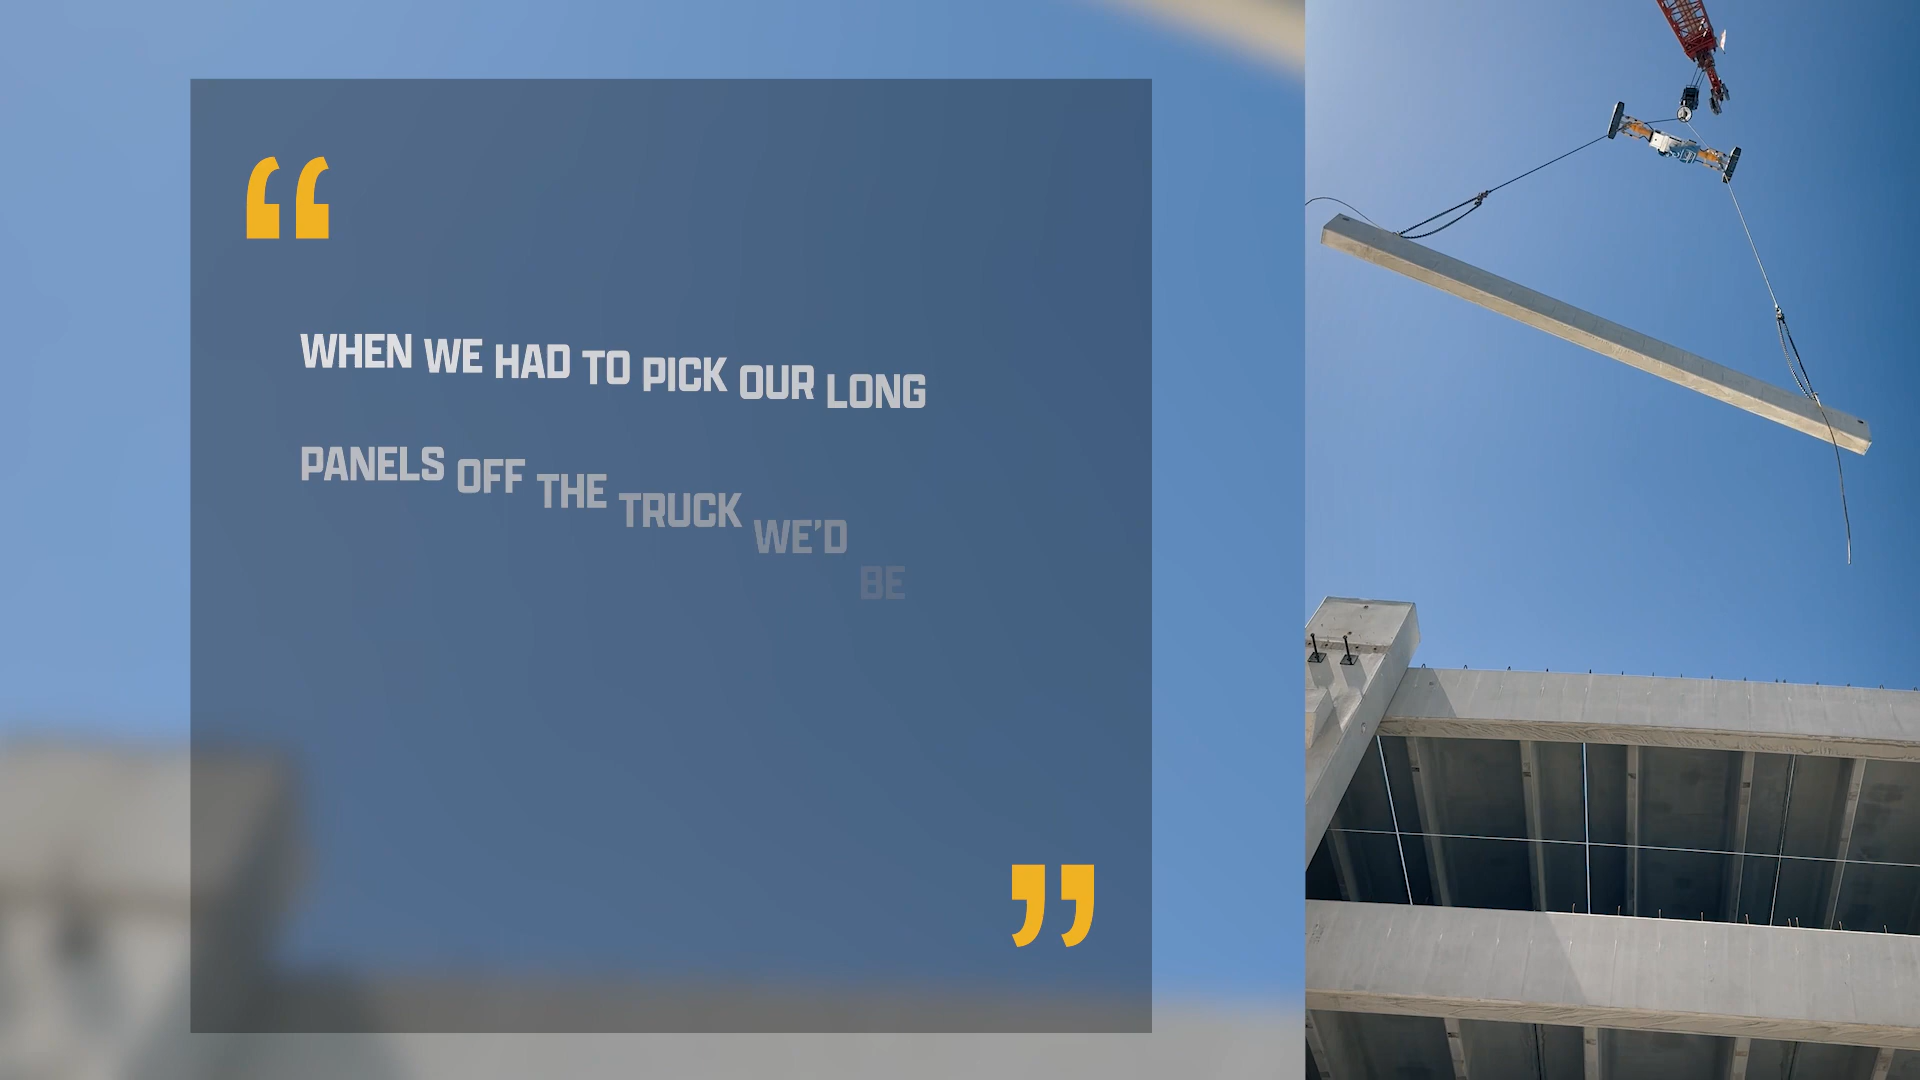 “
WHEN WE HAD TO PICK OUR LONG
PANELS OFF THE TRUCK WE’D BE
”